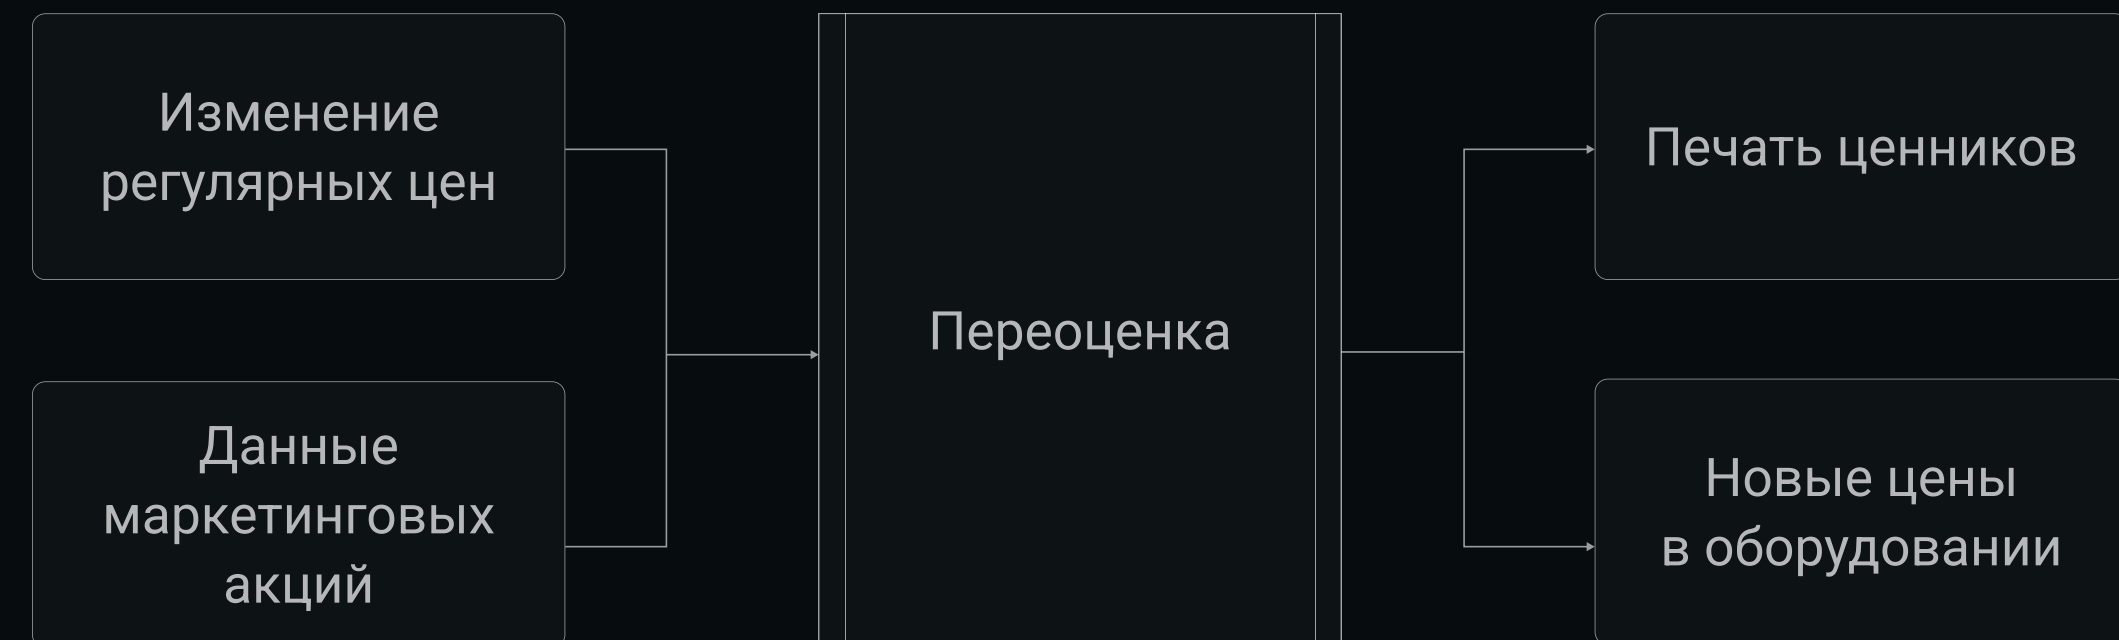 Изменение
регулярных цен
Данные
маркетинговых
акций
Переоценка
Печать ценников
Новые цены
в оборудовании